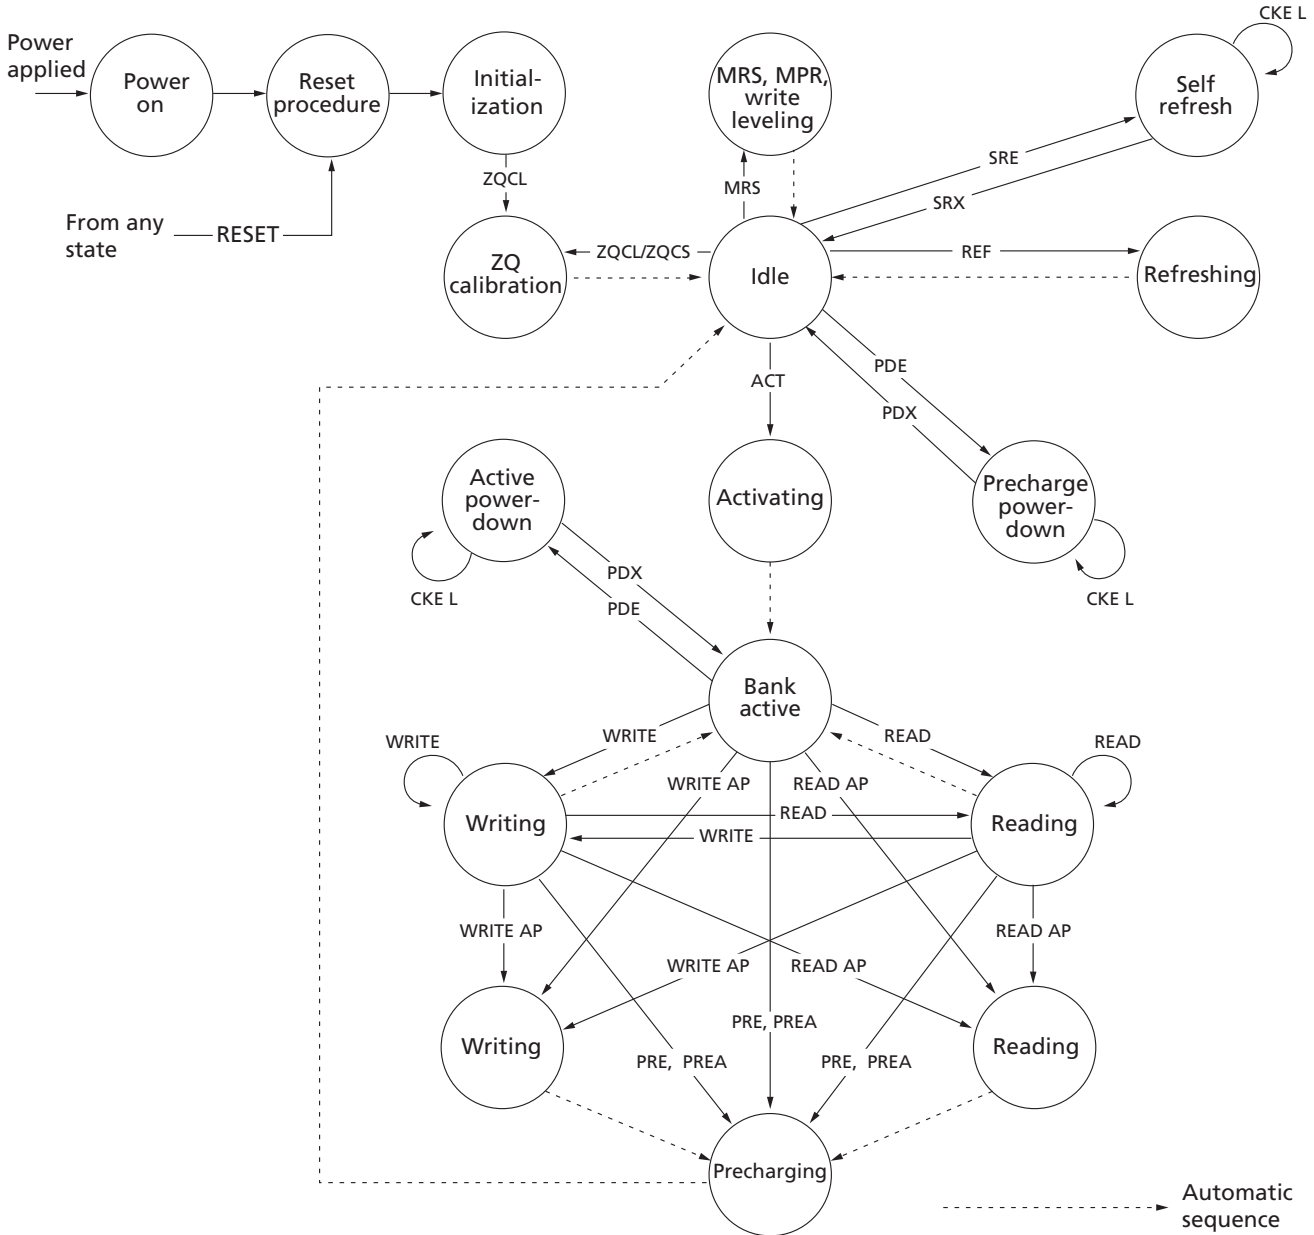 CKE L
Power
applied
Power
on
Reset
procedure
Initial-
ization
MRS, MPR,
write
leveling
Self
refresh
SRE
ZQCL
MRS
SRX
From any
state
RESET
ZQ
calibration
ZQCL/ZQCS
Idle
REF
Refreshing
PDE
ACT
PDX
Active
power-
down
Activating
Precharge
power-
down
PDX
CKE L
PDE
CKE L
Bank
active
WRITE
WRITE
READ
READ
WRITE AP
READ AP
Writing
READ
Reading
WRITE
WRITE AP
READ AP
WRITE AP
READ AP
PRE, PREA
Writing
Reading
PRE, PREA
PRE, PREA
Precharging
Automatic
sequence